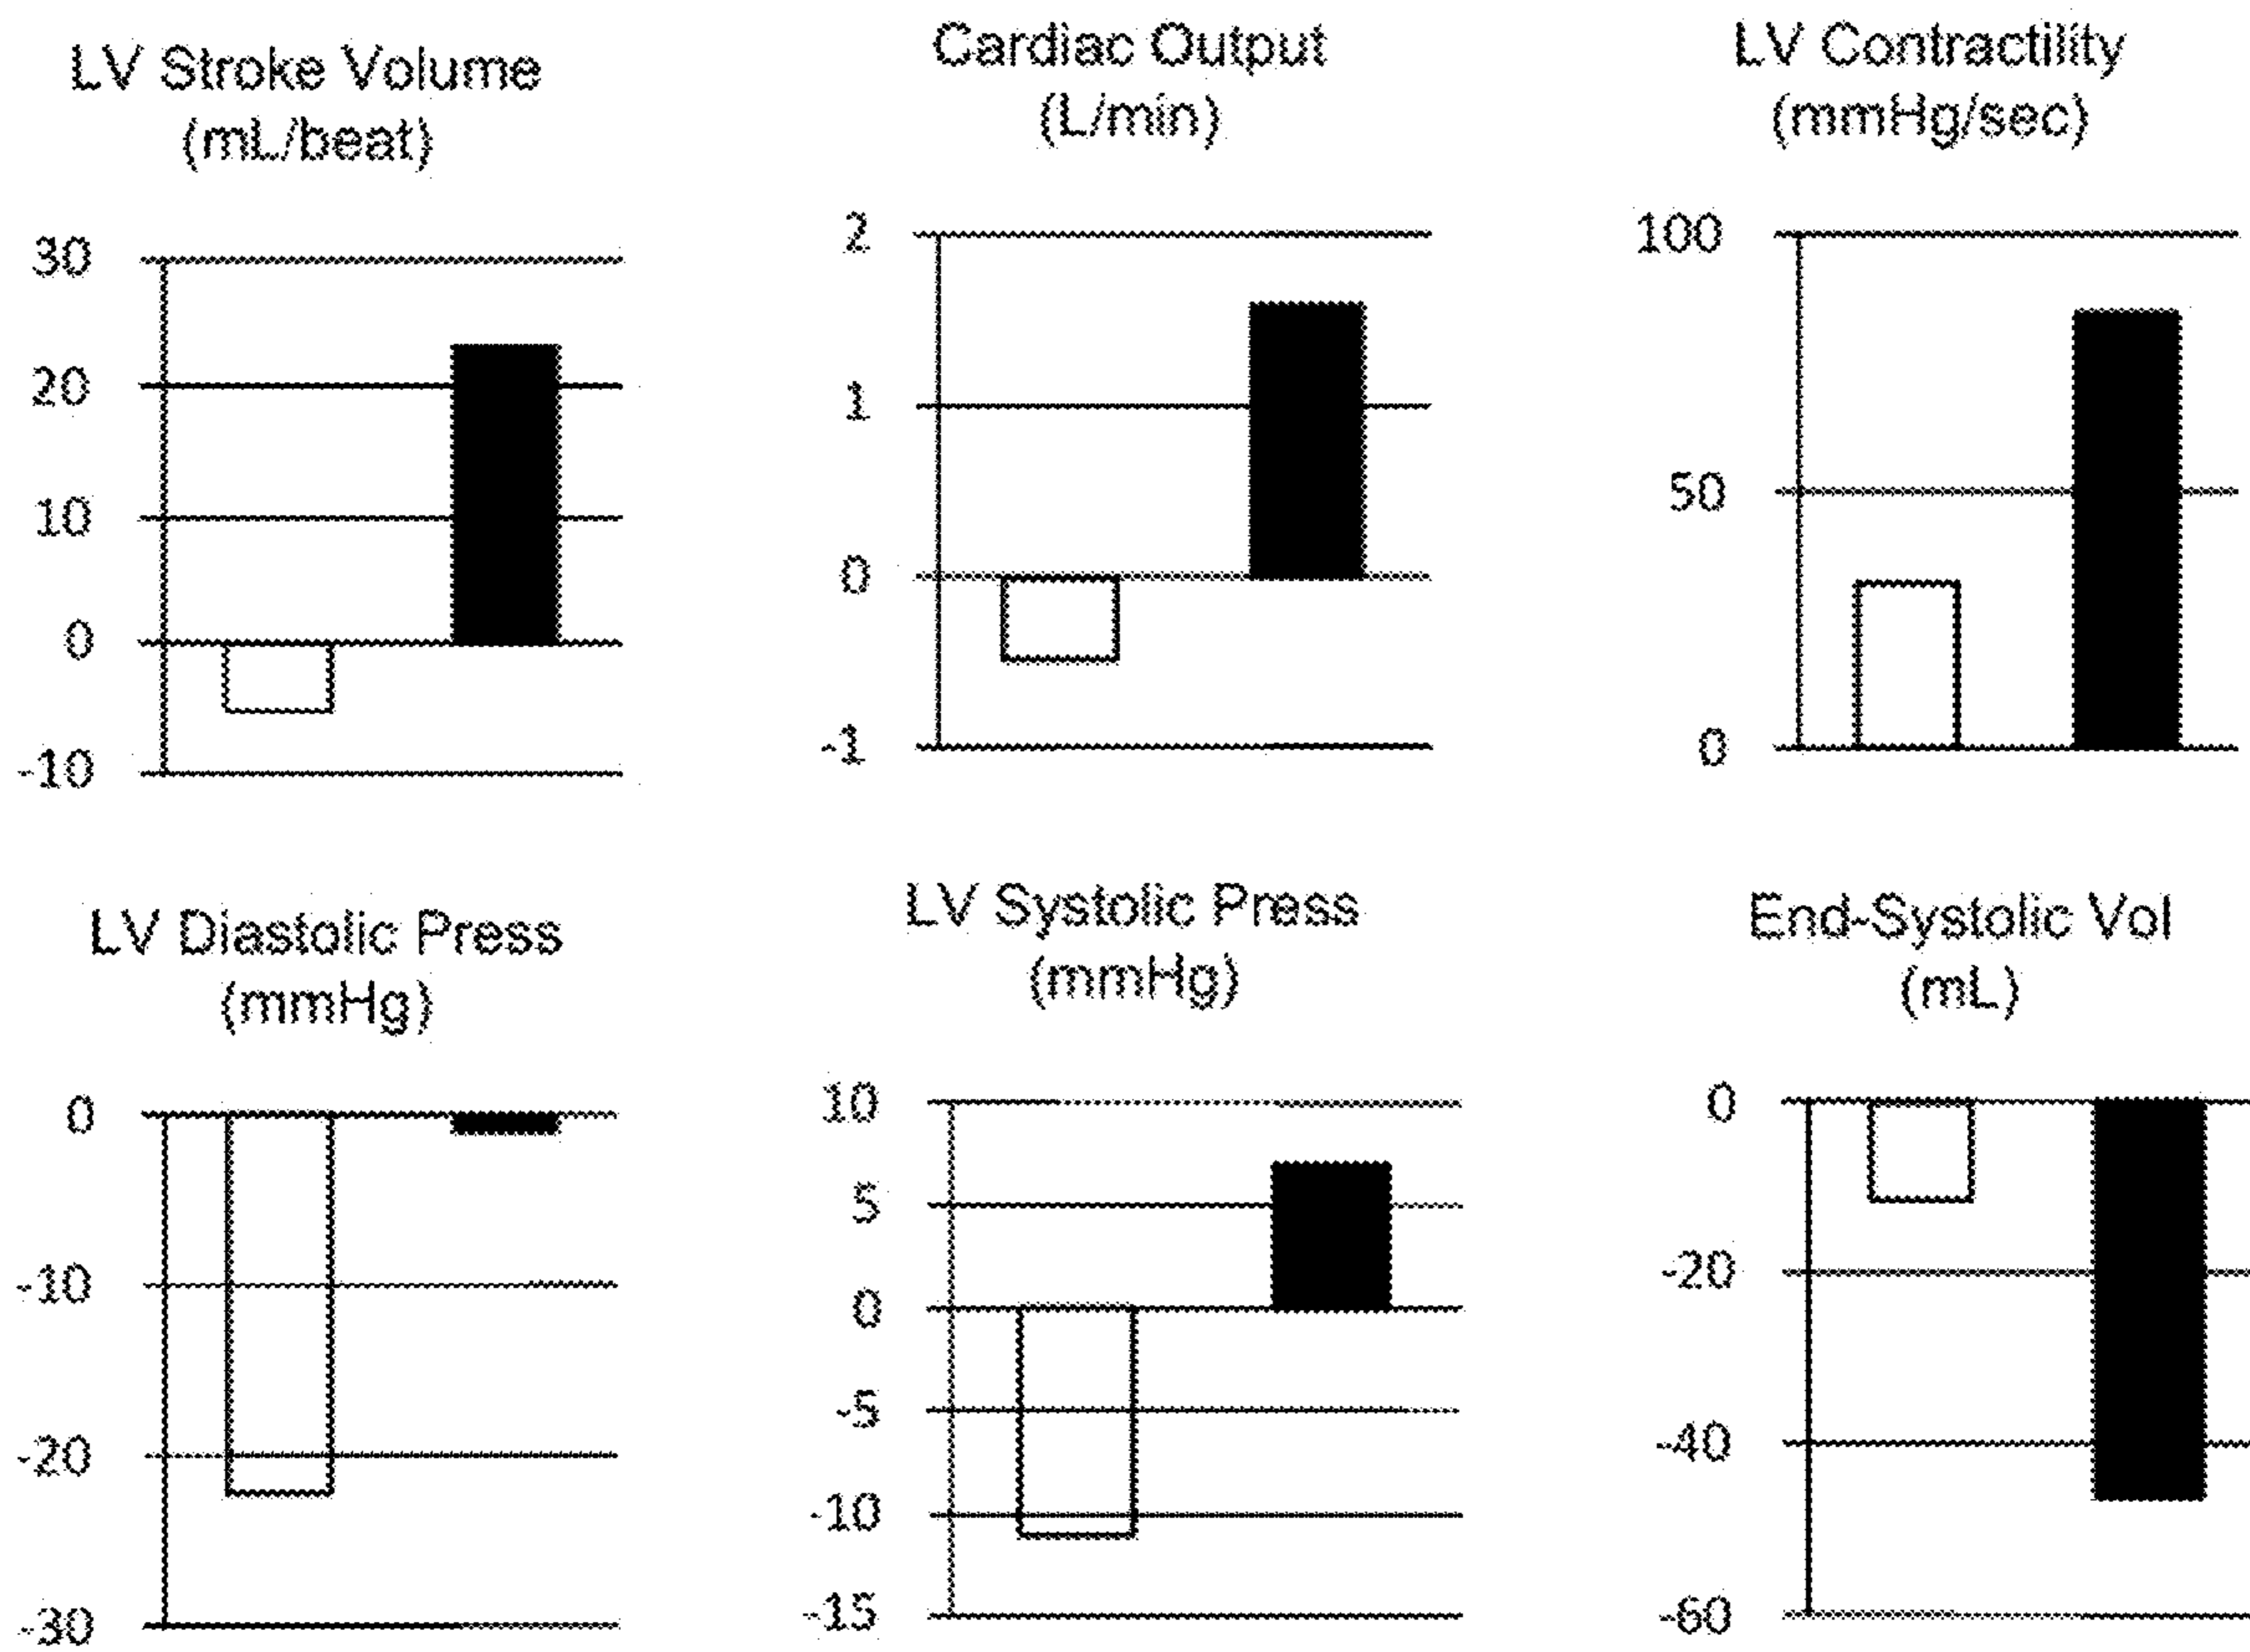 LV Stroke Volume
(mL/beat)
30
20
10
0
-10
Cardiac Output
(L/min)
2
1
0
-1
LV Contractility
(mmHg/sec)
100
50
0
LV Diastolic Press
(mmHg)
0
-10
-20
-30
LV Systolic Press
(mmHg)
10
5
0
-5
-10
-15
End-Systolic Vol
(mL)
0
-20
-40
-60